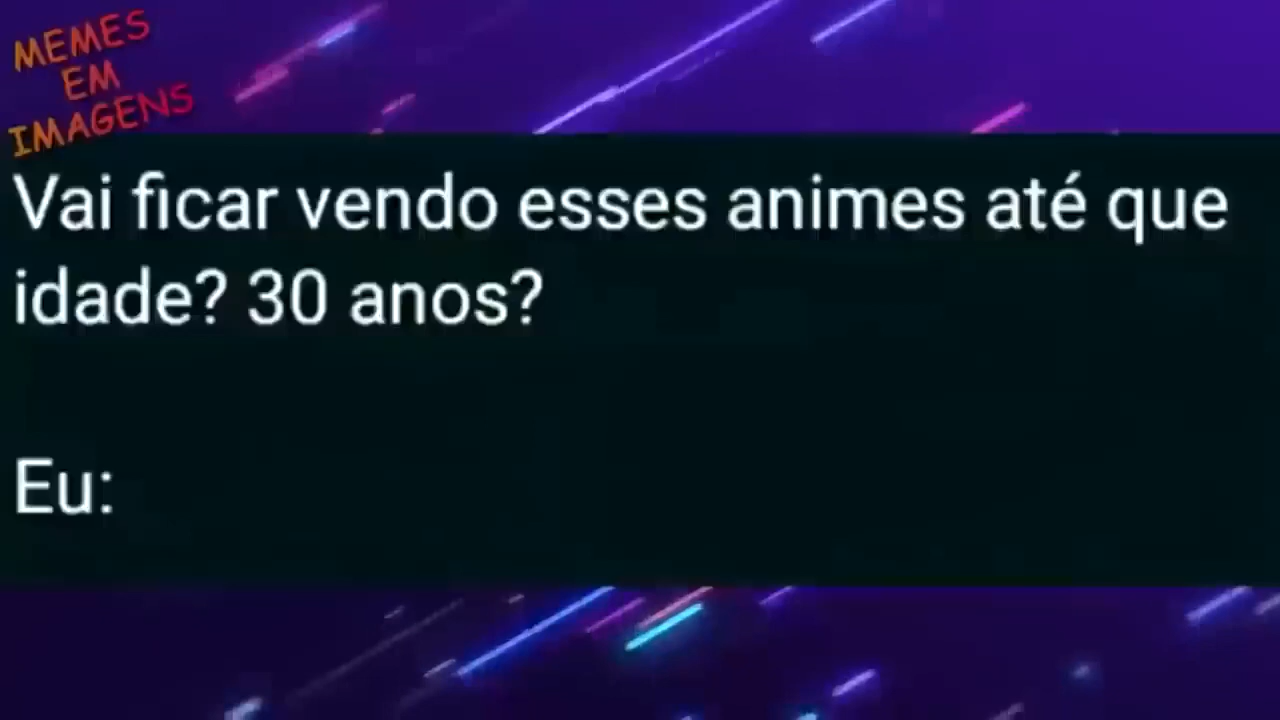 MEMES
EM
IMAGENS
Vai ficar vendo esses animes até que
idade? 30 anos?
Eu: